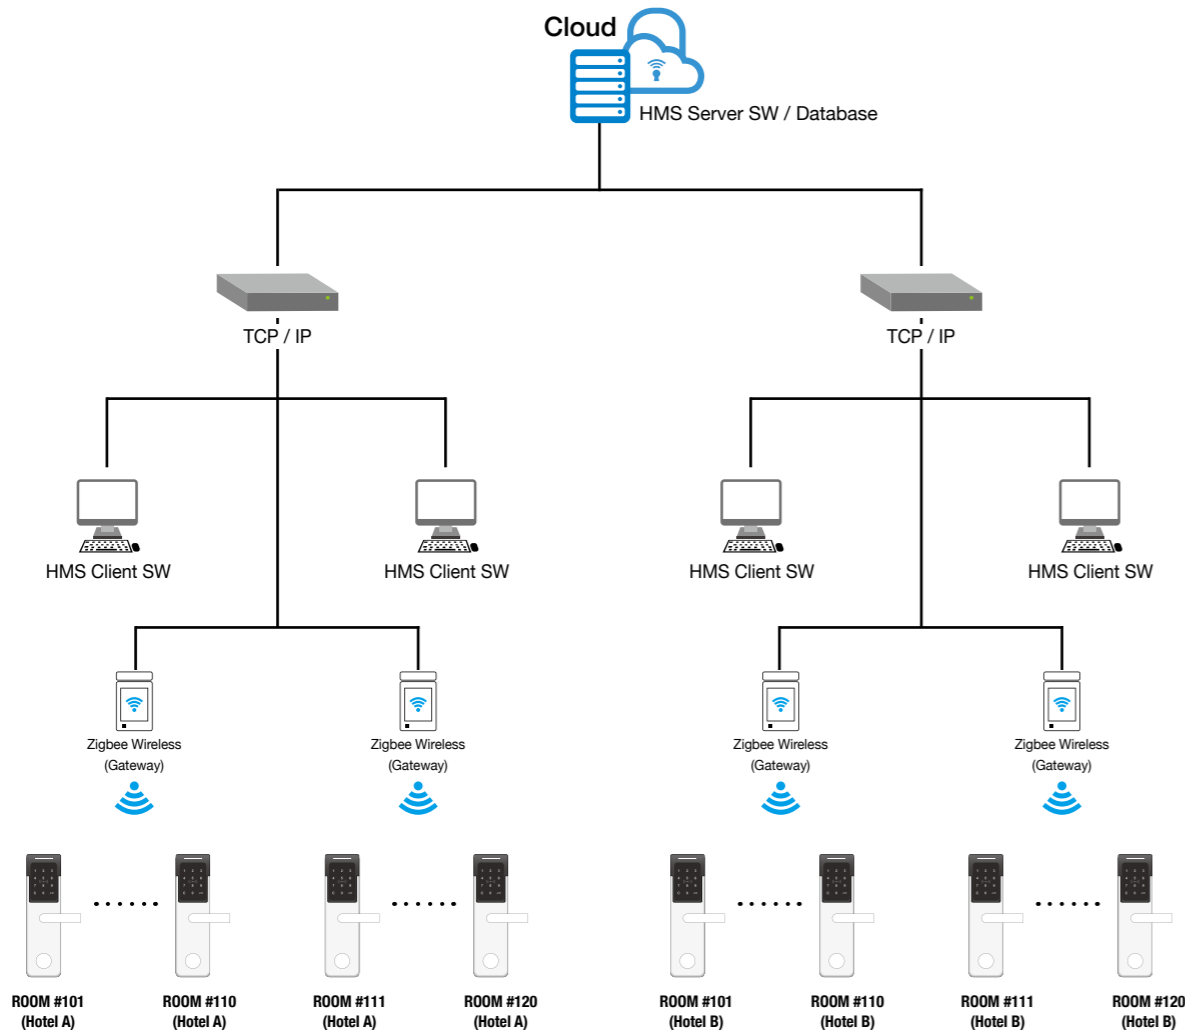 Cloud
HMS Server SW / Database
TCP / IP
TCP / IP
HMS Client SW
HMS Client SW
HMS Client SW
HMS Client SW
Zigbee Wireless
(Gateway)
Zigbee Wireless
(Gateway)
Zigbee Wireless
(Gateway)
Zigbee Wireless
(Gateway)
ROOM #101
(Hotel A)
ROOM #110
(Hotel A)
ROOM #111
(Hotel A)
ROOM #120
(Hotel A)
ROOM #101
(Hotel B)
ROOM #110
(Hotel B)
ROOM #111
(Hotel B)
ROOM #120
(Hotel B)